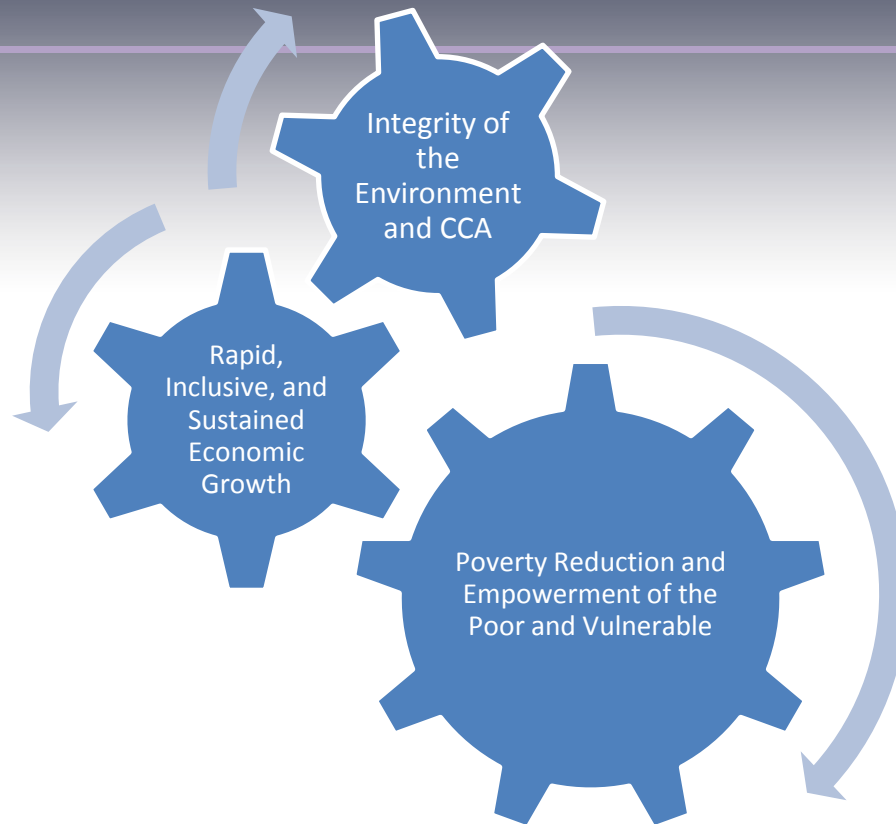 Integrity of
the
Environment
and CCA
Rapid,
Inclusive, and
Sustained
Economic
Growth
Poverty Reduction and
Empowerment of the
Poor and Vulnerable